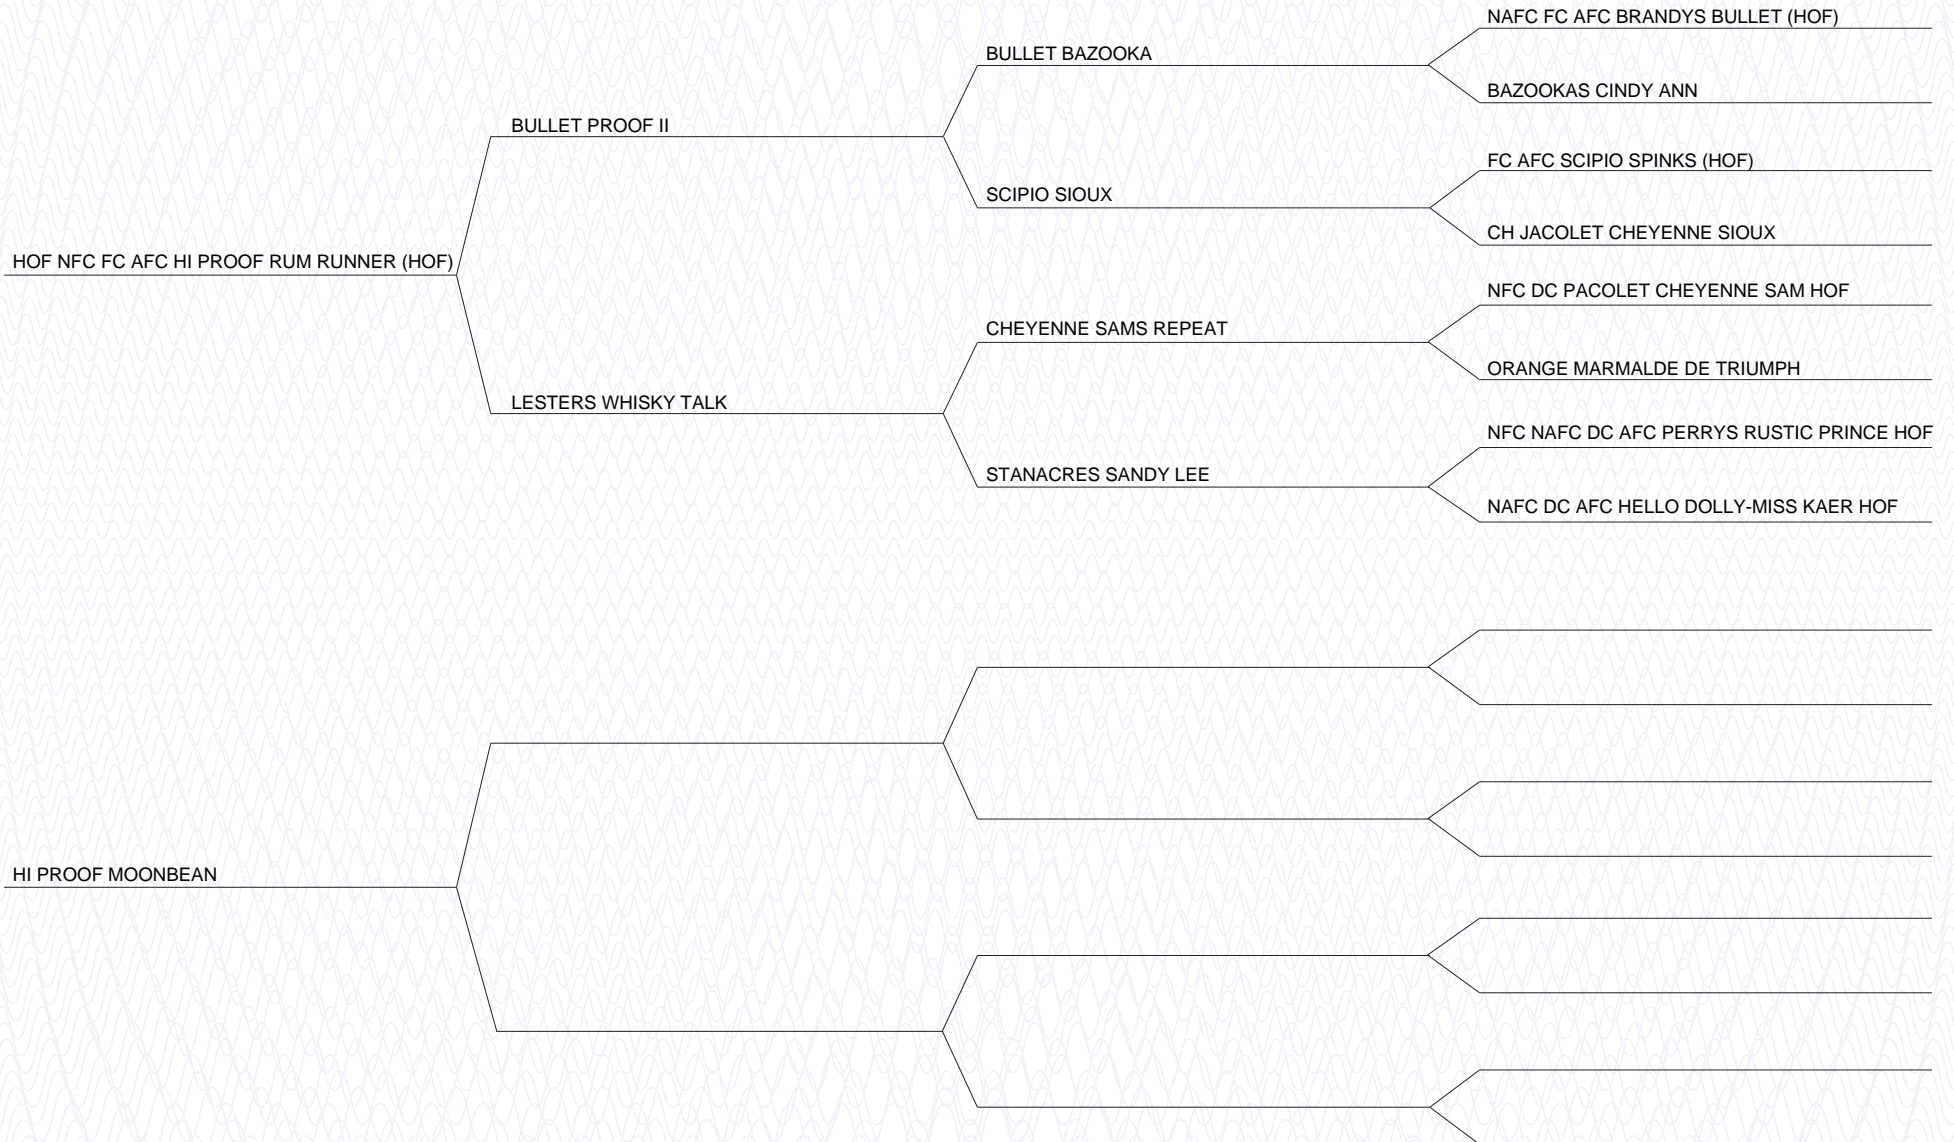 NAFC FC AFC BRANDYS BULLET (HOF)
BULLET BAZOOKA
BAZOOKAS CINDY ANN
BULLET PROOF II
FC AFC SCIPIO SPINKS (HOF)
SCIPIO SIOUX
CH JACOLET CHEYENNE SIOUX
HOF NFC FC AFC HI PROOF RUM RUNNER (HOF)
NFC DC PACOLET CHEYENNE SAM HOF
CHEYENNE SAMS REPEAT
ORANGE MARMALDE DE TRIUMPH
LESTERS WHISKY TALK
NFC NAFC DC AFC PERRYS RUSTIC PRINCE HOF
STANACRES SANDY LEE
NAFC DC AFC HELLO DOLLY-MISS KAER HOF
HI PROOF MOONBEAN